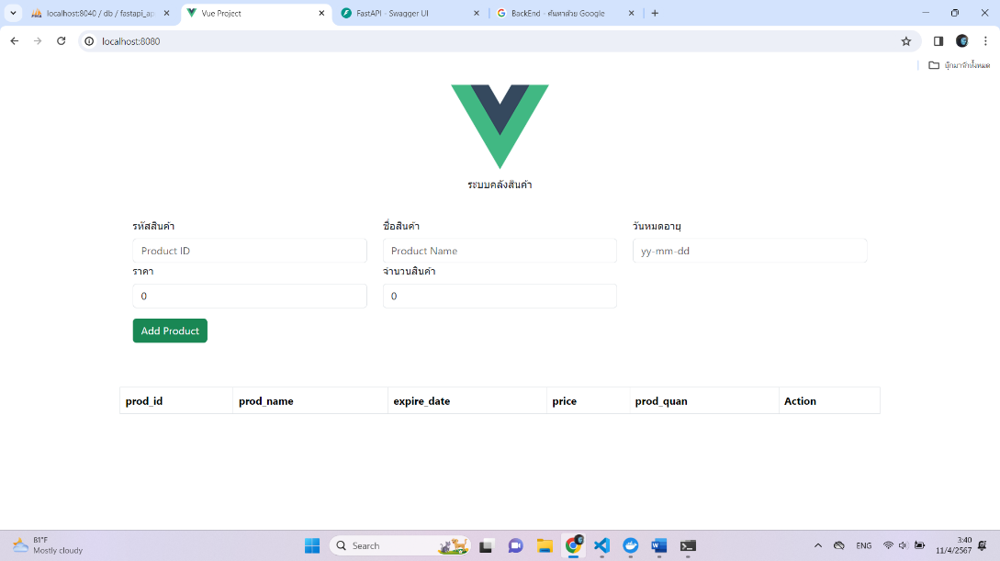 localhost:8040 / db / fastapi_ap
Vue Project
FastAPI - Swagger UI
BackEnd - ค้นหาด้วย Google
localhost:8080
บุ๊กมาร์กทั้งหมด
ระบบคลังสินค้า
รหัสสินค้า ชื่อสินค้า วันหมดอายุ
Product ID Product Name yy-mm-dd
ราคา จำนวนสินค้า
0 0
Add Product
prod_id prod_name expire_date price prod_quan Action
81°F
Mostly cloudy
Search
ENG
3:40
11/4/2567